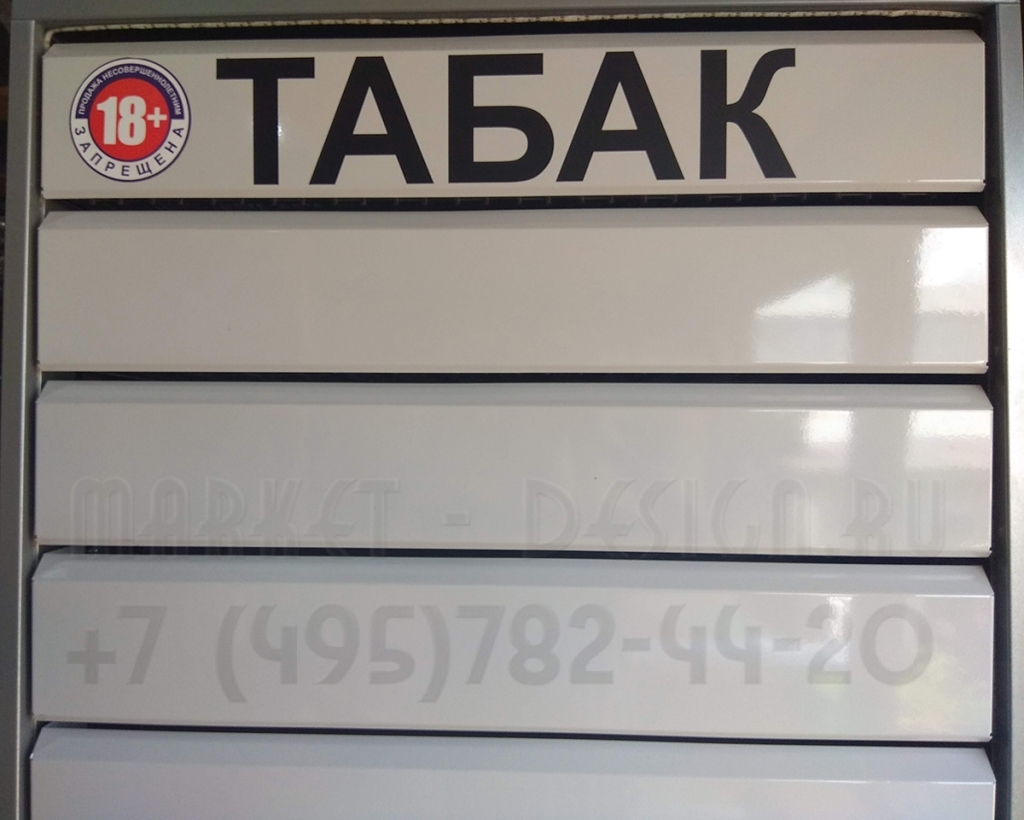 ПРОДАЖА НЕСОВЕРШЕННОЛЕТНИМ
18+
ЗАПРЕЩЕНА
ТАБАК
MARKET - DESIGN.RU
+7 (495)782-44-20